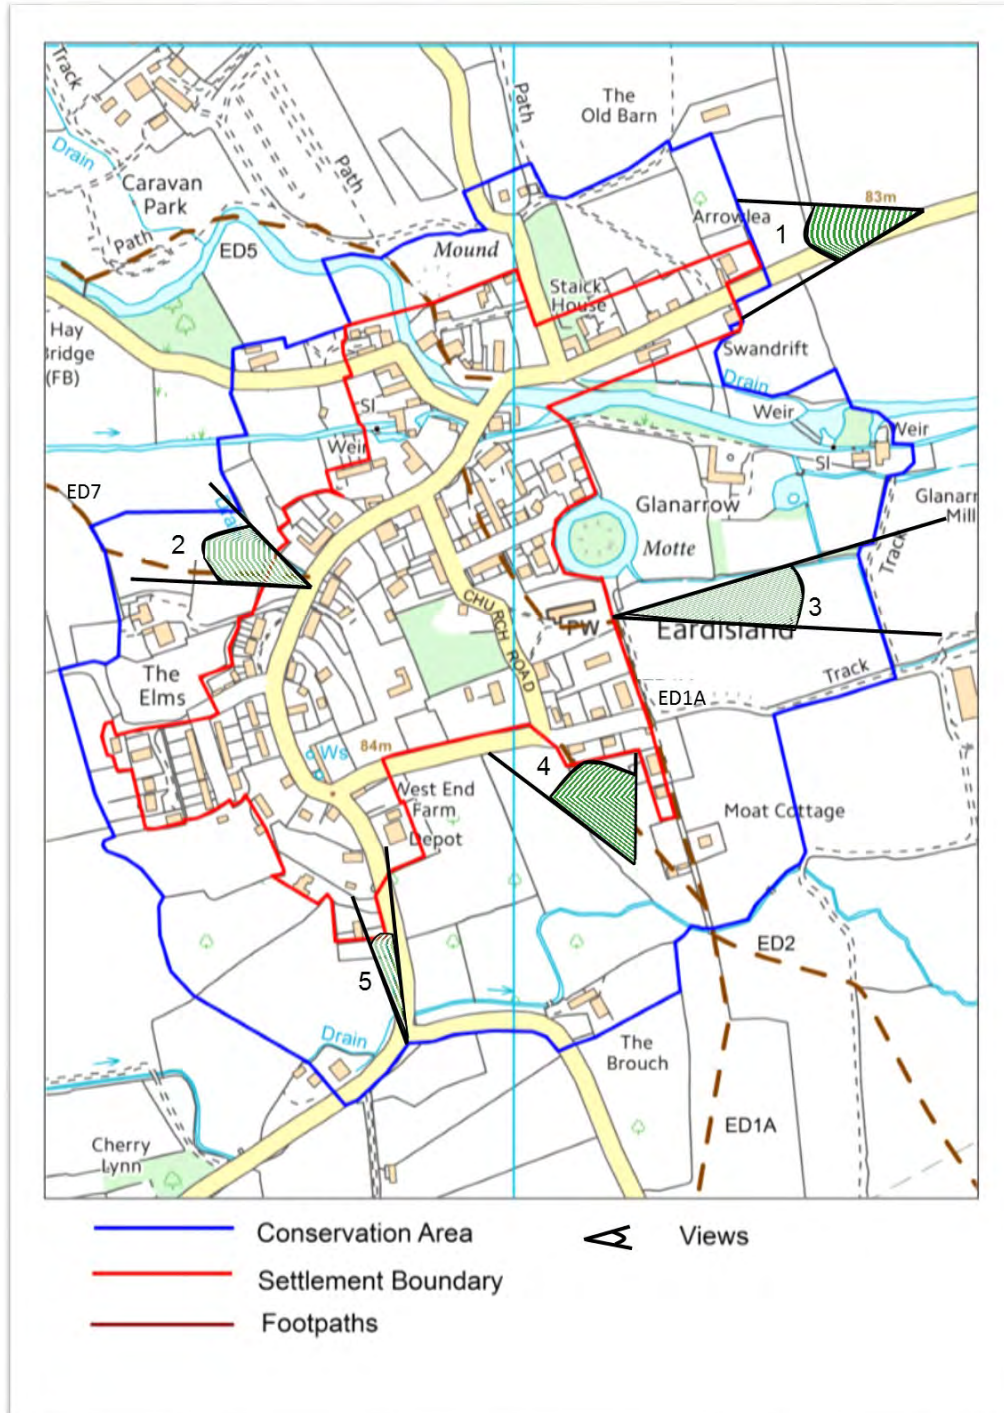 Track
Drain
Caravan
Park
Path
Path
ED5
Path
The
Old Barn
Mound
Arrowlea
83m
1
Staick
House
Hay
Bridge
(FB)
Swandrift
Drain
Weir
Weir
SI
Weir
SI
ED7
Glanarrow
Motte
Track
Mill
2
3
CHURCH ROAD
PW
Eardisland
The
Elms
ED1A
Track
Ws
84m
4
West End
Farm
Depot
Moat Cottage
5
ED2
Drain
The
Brouch
ED1A
Cherry
Lynn
Conservation Area
Views
Settlement Boundary
Footpaths